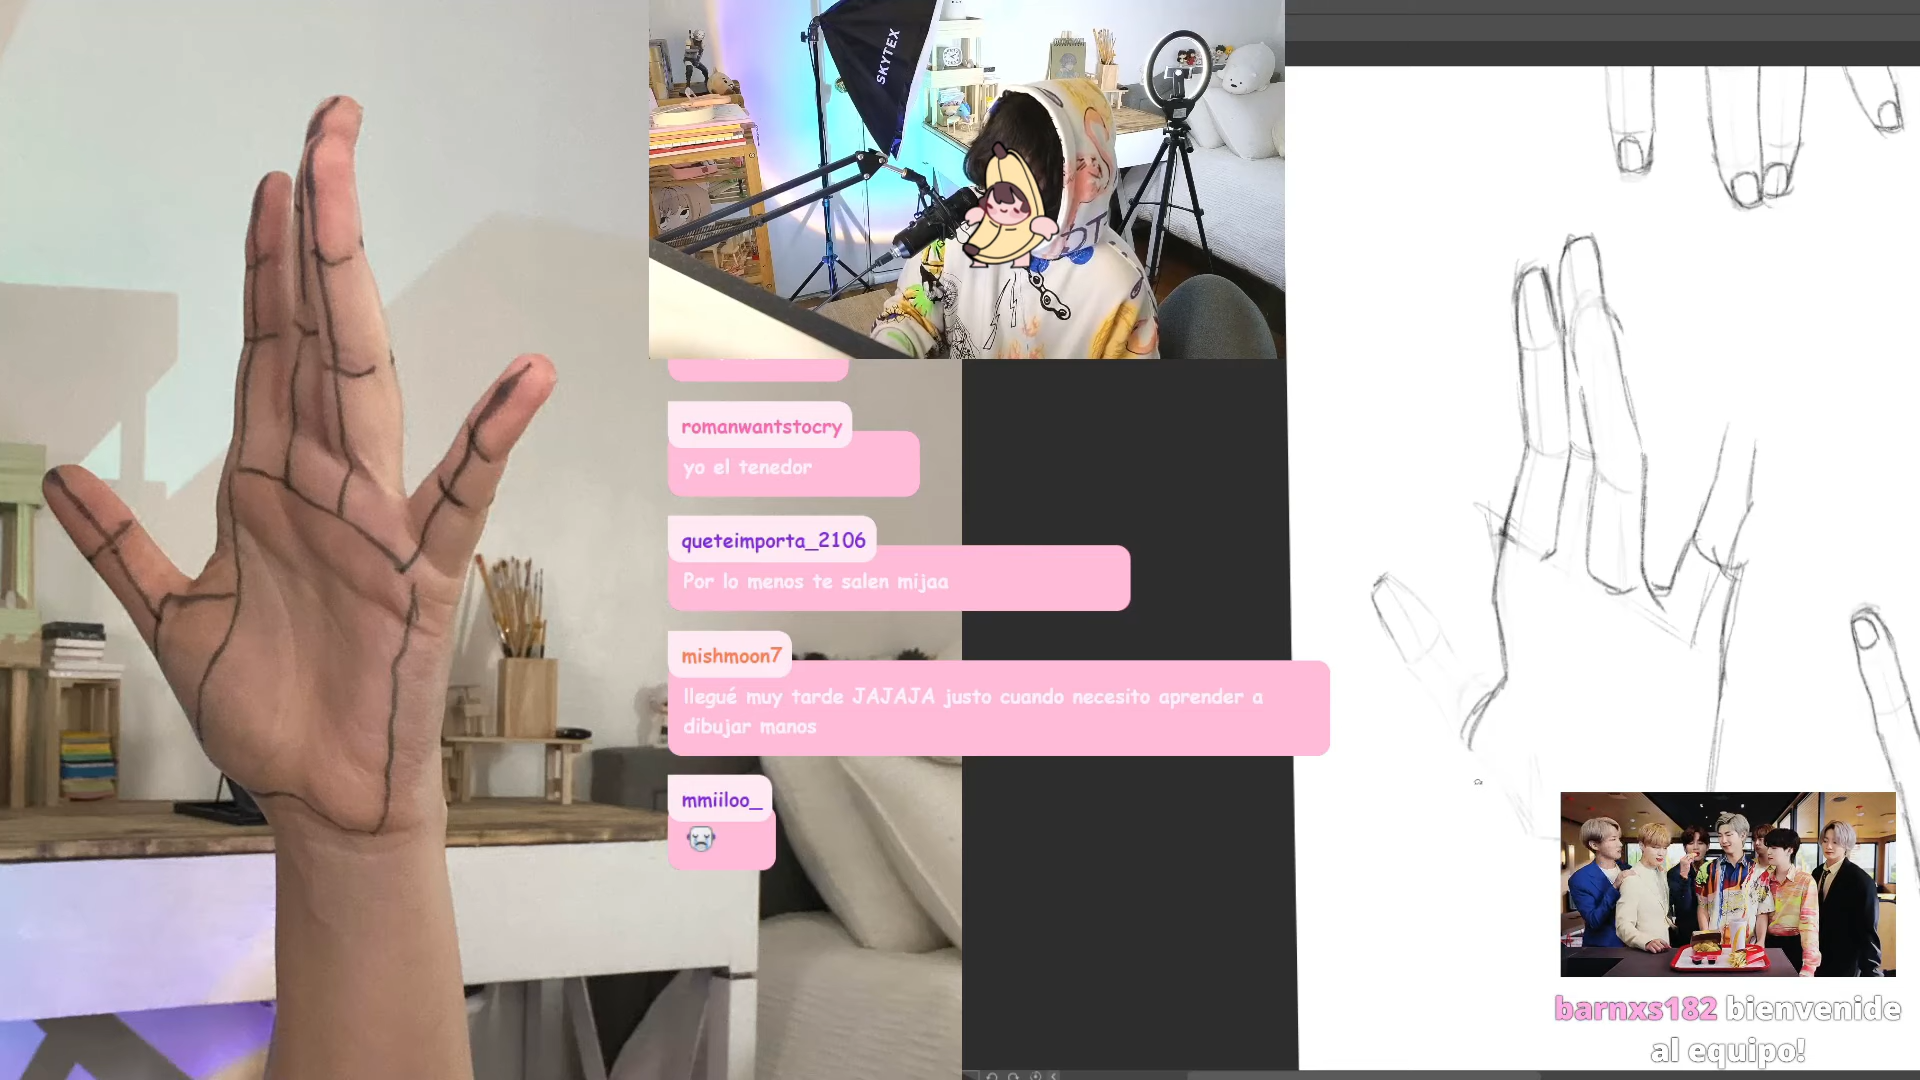 SKYTEX
romanwantstocry
yo el tenedor
queteimporta_2106
Por lo menos te salen mijaa
mishmoon7
llegué muy tarde JAJAJA justo cuando necesito aprender a
dibujar manos
mmiiloo_
barnxs182 bienvenide
al equipo!